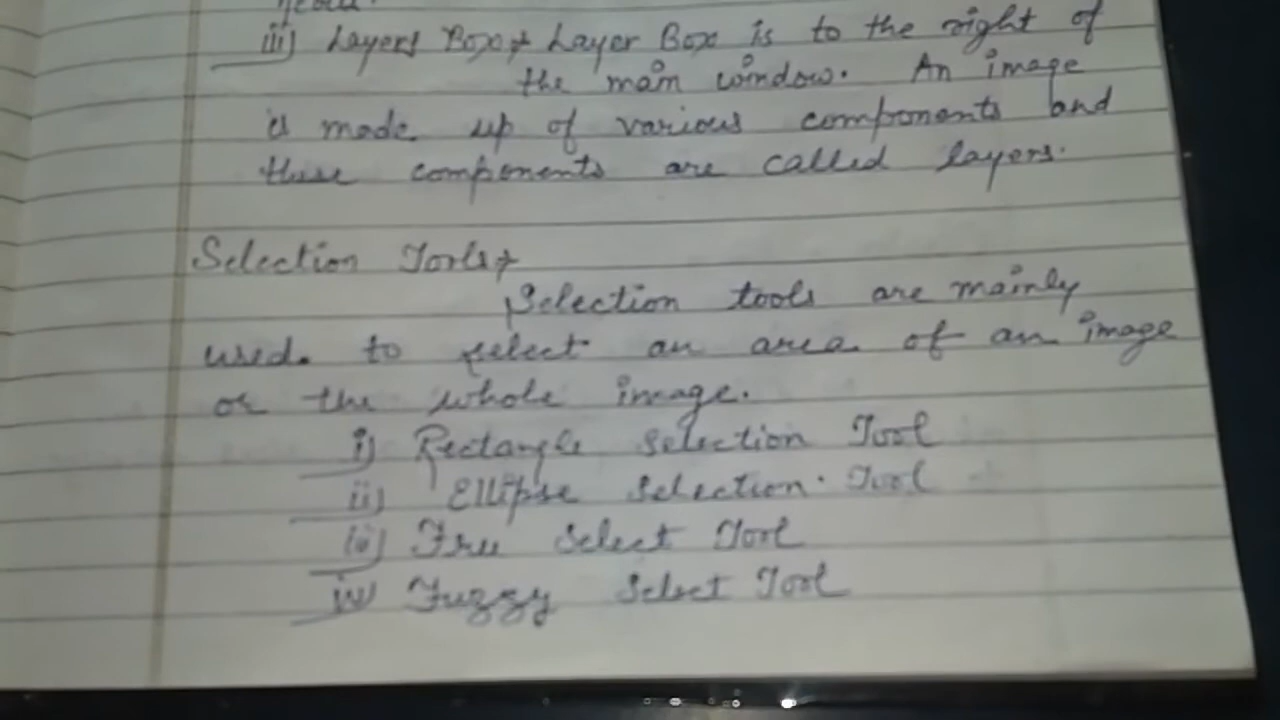 iii) Layers Box→ Layer Box is to the right of
the main window. An image
is made up of various components and
these components are called layers.
Selection Tools→
Selection tools are mainly
used to select an area of an image
or the whole image.
i) Rectangle Selection Tool
ii) Ellipse Selection Tool
iii) Free Select Tool
iv) Fuzzy Select Tool